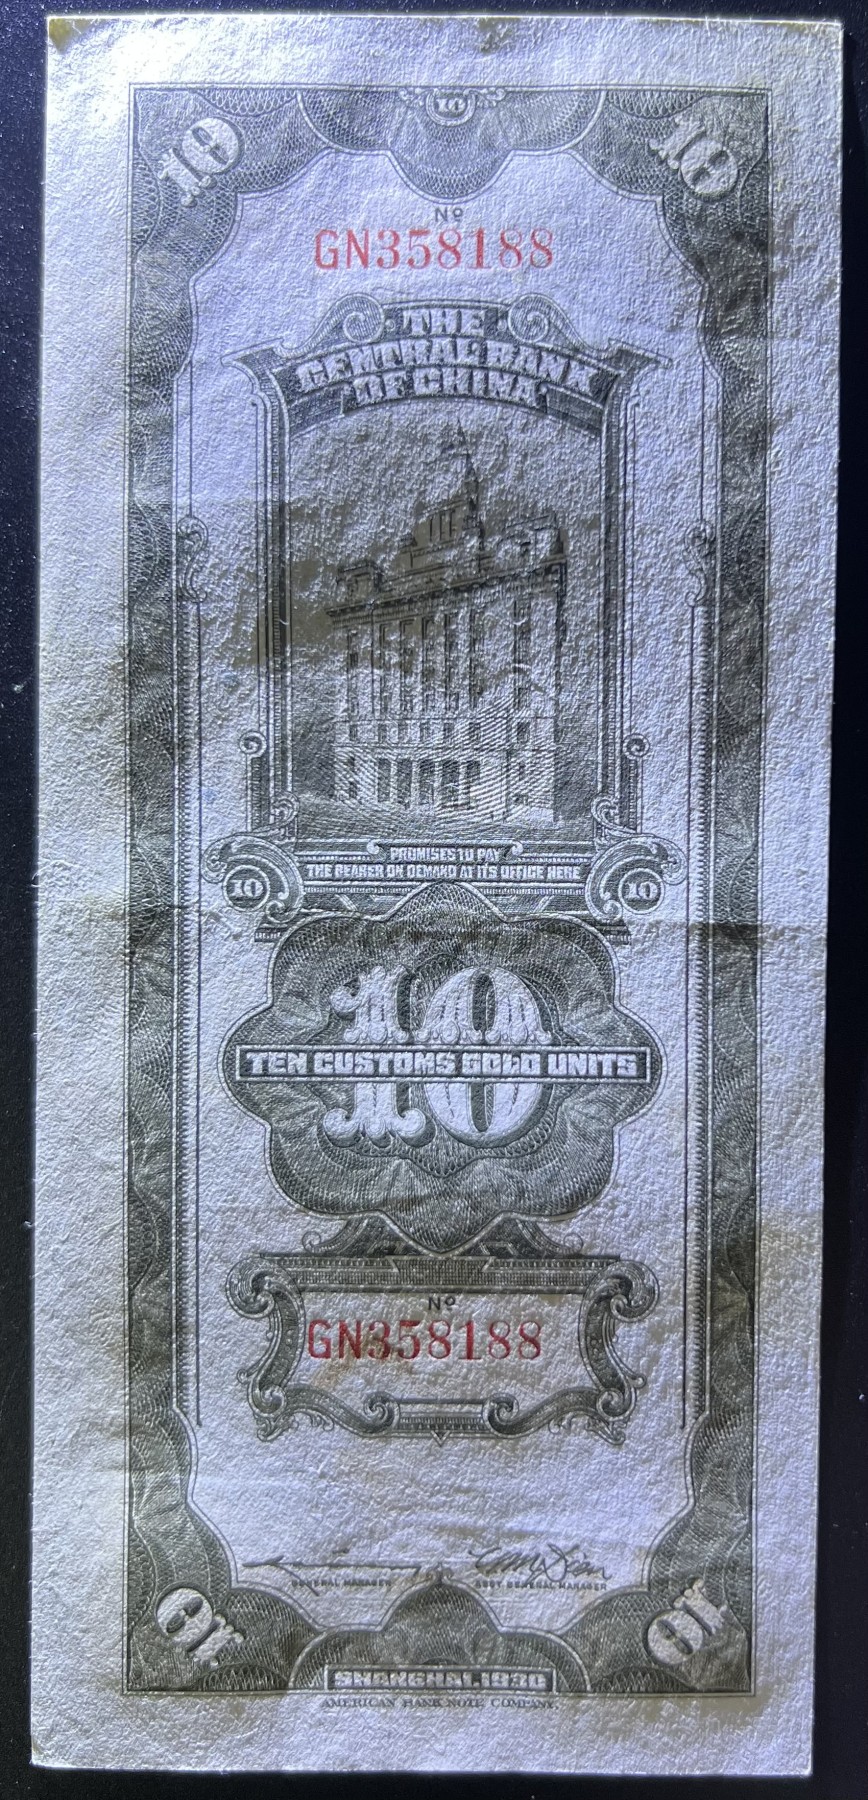 10
10
10
Nº
GN358188
THE
CENTRAL BANK
OF CHINA
PROMISES TO PAY
THE BEARER ON DEMAND AT ITS OFFICE HERE
10
10
10
TEN CUSTOMS GOLD UNITS
Nº
GN358188
GENERAL MANAGER
ASST GENERAL MANAGER
10
10
SHANGHAI, 1930
AMERICAN BANK NOTE COMPANY.